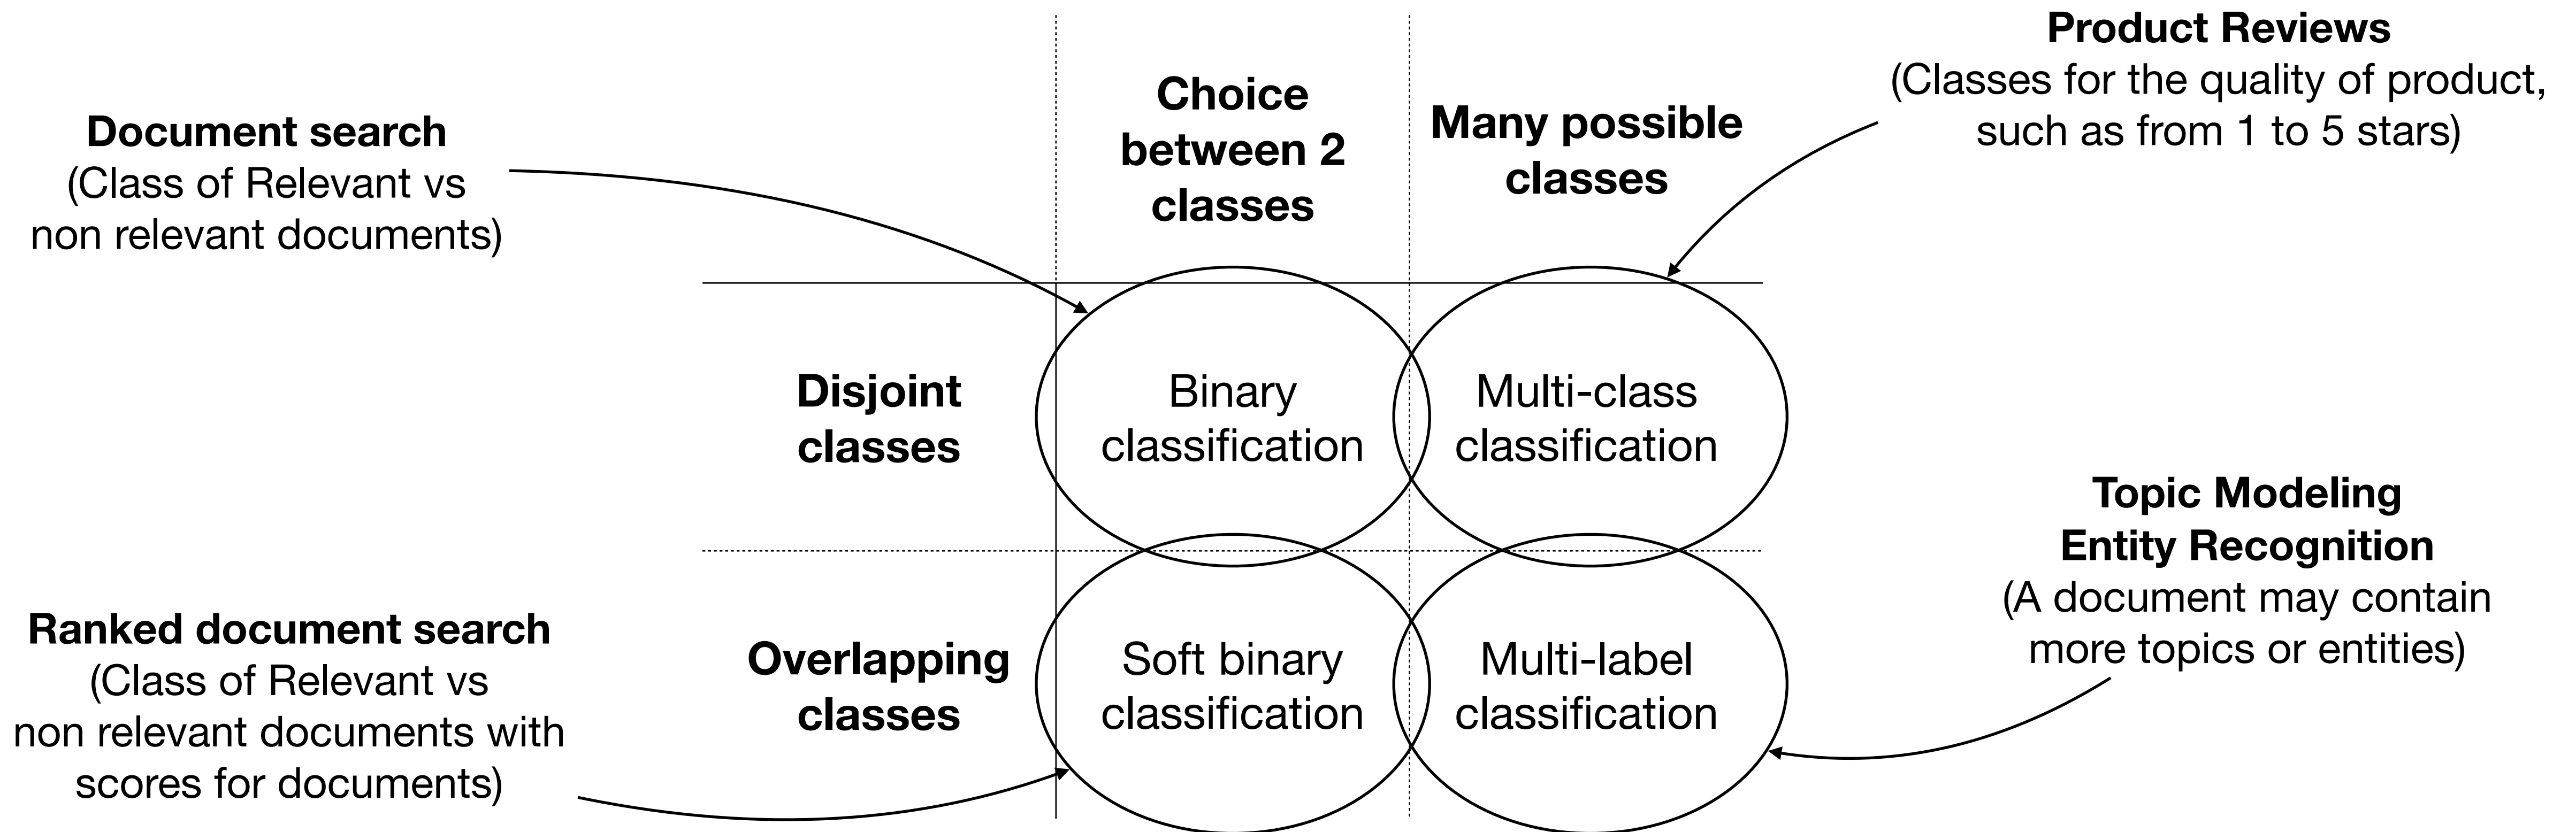 Document search
(Class of Relevant vs
non relevant documents)
Choice
between 2
classes
Many possible
classes
Product Reviews
(Classes for the quality of product,
such as from 1 to 5 stars)
Disjoint
classes
Binary
classification
Multi-class
classification
Topic Modeling
Entity Recognition
(A document may contain
more topics or entities)
Ranked document search
(Class of Relevant vs
non relevant documents with
scores for documents)
Overlapping
classes
Soft binary
classification
Multi-label
classification